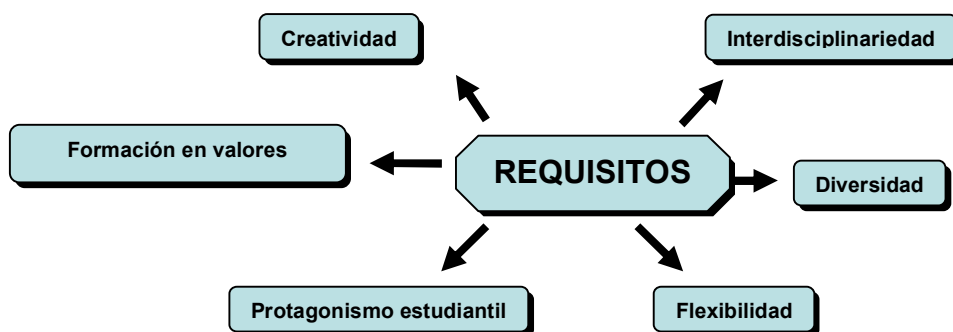 Creatividad
Interdisciplinariedad
Formación en valores
REQUISITOS
Diversidad
Protagonismo estudiantil
Flexibilidad